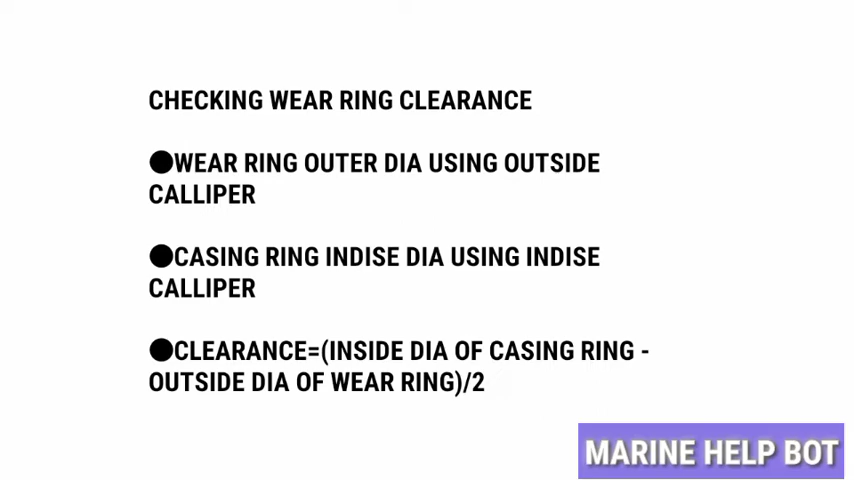 CHECKING WEAR RING CLEARANCE
●WEAR RING OUTER DIA USING OUTSIDE
CALLIPER
●CASING RING INDISE DIA USING INDISE
CALLIPER
●CLEARANCE=(INSIDE DIA OF CASING RING -
OUTSIDE DIA OF WEAR RING)/2
MARINE HELP BOT